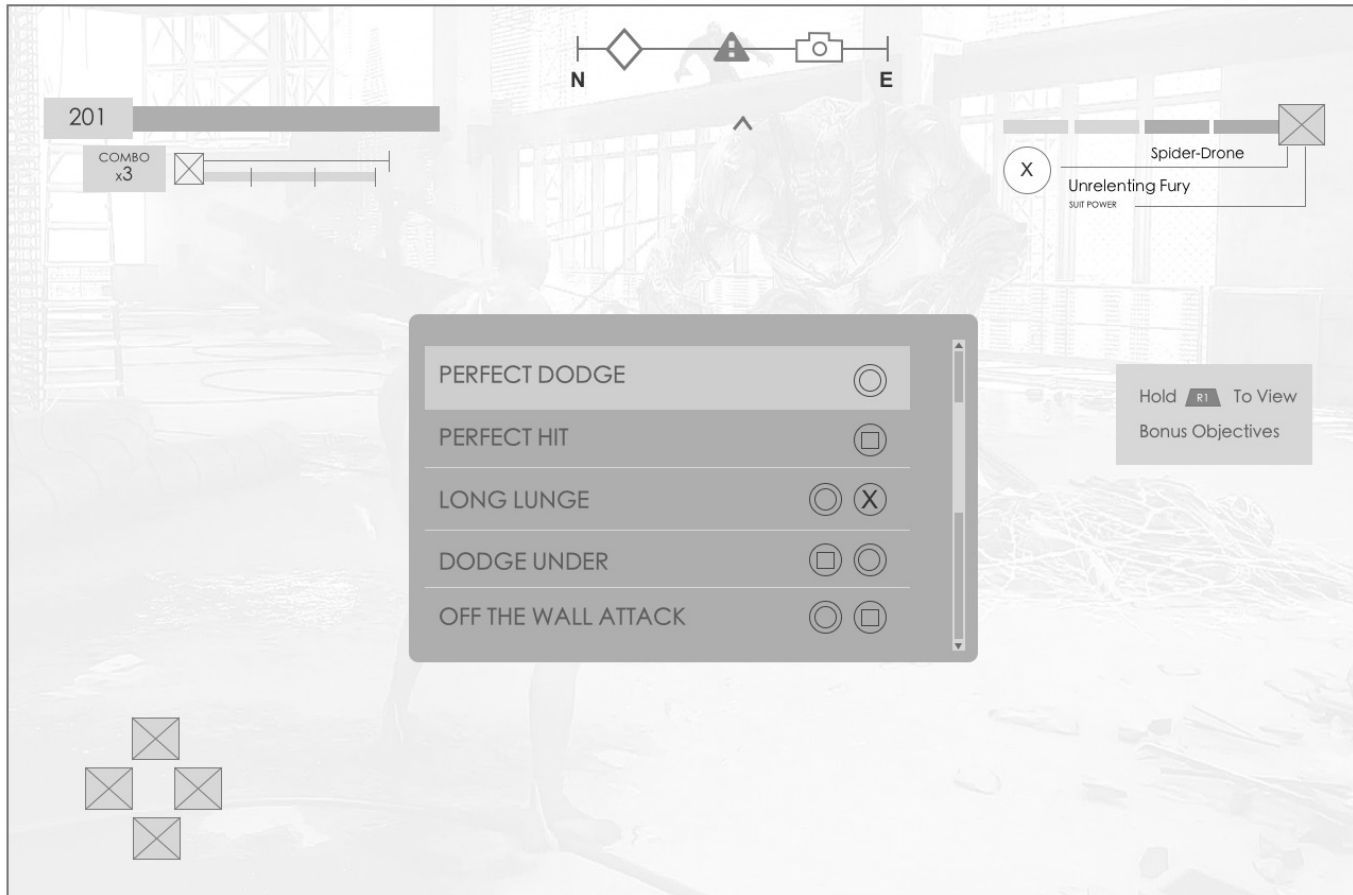 N
E
201
COMBO
x3
Spider-Drone
X
Unrelenting Fury
SUIT POWER
PERFECT DODGE
PERFECT HIT
LONG LUNGE X
DODGE UNDER
OFF THE WALL ATTACK
Hold R1 To View
Bonus Objectives